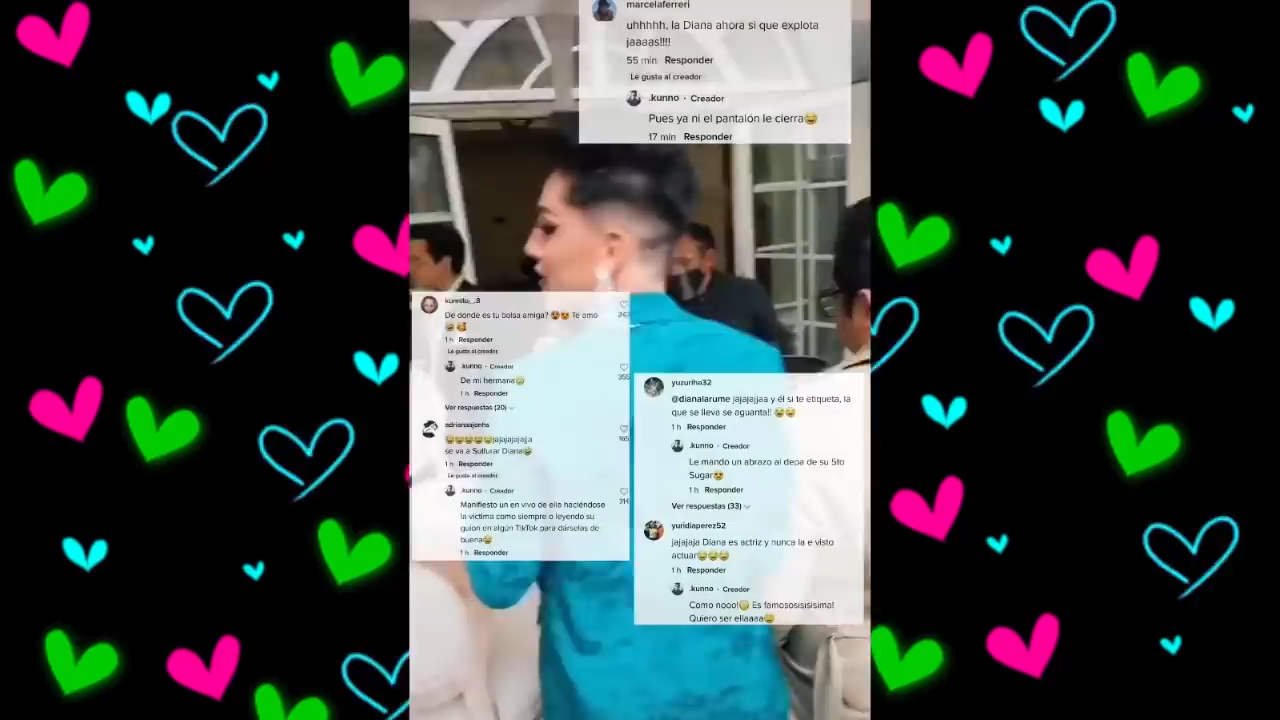 marcelaferreri
uhhhhh, la Diana ahora si que explota
jaaaas!!!!
55 min Responder
Le gusta al creador
.kunno · Creador
Pues ya ni el pantalón le cierra😅
17 min Responder
kunnito_.8
De donde es tu bolsa amiga? 😰😍 Te amo
🤣🥰
1 h Responder
Le gusta al creador
.kunno · Creador
De mi hermana🥲
1 h Responder
Ver respuestas (20)
😂😂😂😂😂jajajajajja
se va a Sulfurar Diana🤣
1 h Responder
Le gusta al creador
.kunno · Creador
Manifiesto un en vivo de ella haciéndose
la víctima como siempre o leyendo su
guion en algún TikTok para dárselas de
buena😂
1 h Responder
yuzuriha32
@dianalarume jajajajjaa y él si te etiqueta, la
que se lleva se aguanta!! 😂😂
1 h Responder
.kunno · Creador
Le mando un abrazo al depa de su 5to
Sugar😍
1 h Responder
Ver respuestas (33)
yuridiaperez52
jajajaja Diana es actriz y nunca la e visto
actuar😂😂😂
1 h Responder
.kunno · Creador
Como nooo!🥲 Es famososisisisima!
Quiero ser ellaaaa😩